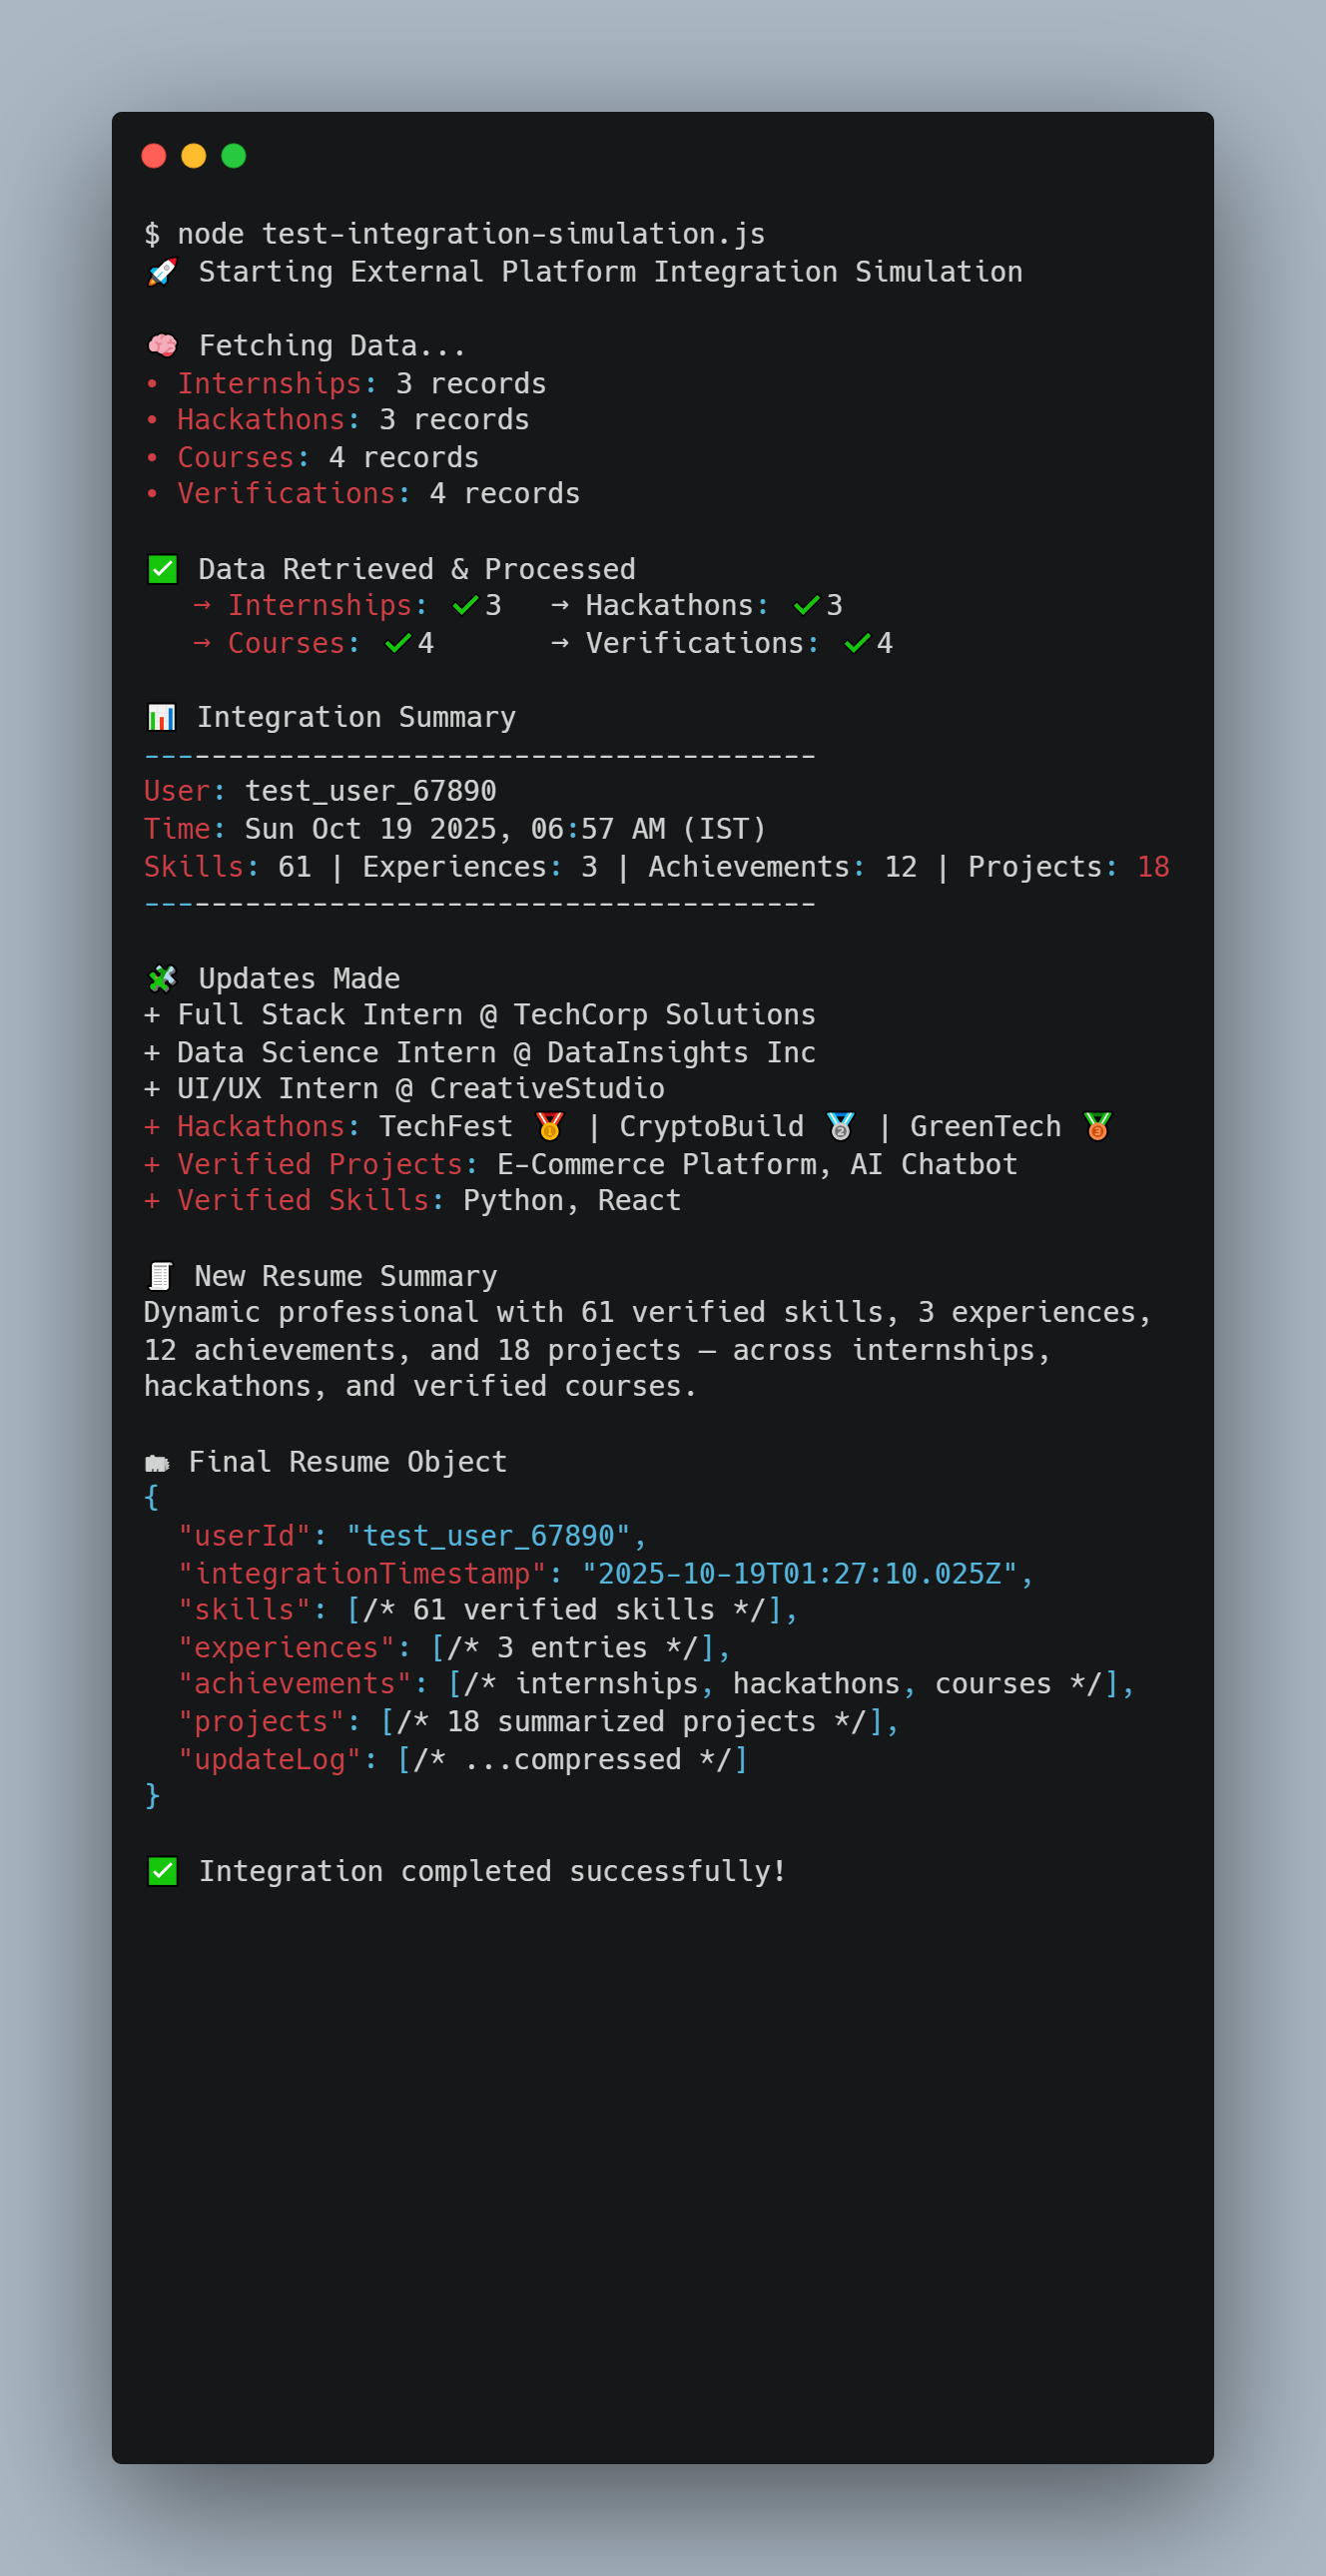 $ node test-integration-simulation.js
🚀 Starting External Platform Integration Simulation
🧠 Fetching Data...
• Internships: 3 records
• Hackathons: 3 records
• Courses: 4 records
• Verifications: 4 records
✅ Data Retrieved & Processed
→ Internships: ✔3 → Hackathons: ✔3
→ Courses: ✔4 → Verifications: ✔4
📊 Integration Summary
----------------------------------------
User: test_user_67890
Time: Sun Oct 19 2025, 06:57 AM (IST)
Skills: 61 | Experiences: 3 | Achievements: 12 | Projects: 18
----------------------------------------
🧩 Updates Made
+ Full Stack Intern @ TechCorp Solutions
+ Data Science Intern @ DataInsights Inc
+ UI/UX Intern @ CreativeStudio
+ Hackathons: TechFest 🥇 | CryptoBuild 🥈 | GreenTech 🥉
+ Verified Projects: E-Commerce Platform, AI Chatbot
+ Verified Skills: Python, React
🧾 New Resume Summary
Dynamic professional with 61 verified skills, 3 experiences,
12 achievements, and 18 projects — across internships,
hackathons, and verified courses.
Final Resume Object
{
"userId": "test_user_67890",
"integrationTimestamp": "2025-10-19T01:27:10.025Z",
"skills": [/* 61 verified skills */],
"experiences": [/* 3 entries */],
"achievements": [/* internships, hackathons, courses */],
"projects": [/* 18 summarized projects */],
"updateLog": [/* ...compressed */]
}
✅ Integration completed successfully!